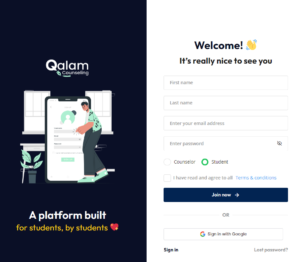 Qalam
Counseling
A platform built
for students, by students
Welcome! 👋
It's really nice to see you
First name
Last name
Enter your email address
Enter password
Counselor
Student
I have read and agree to all Terms & conditions
Join now →
OR
Sign in with Google
Sign in
Lost password?